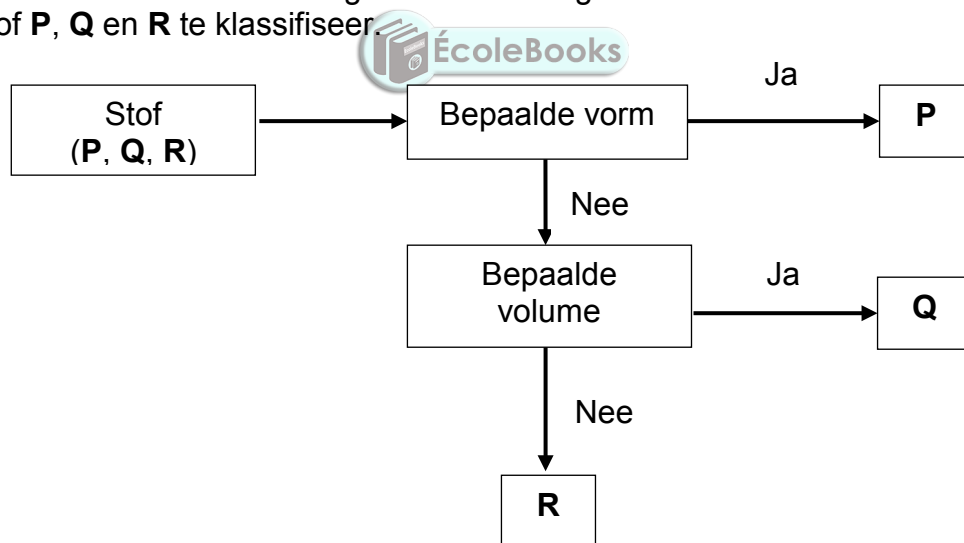 of P, Q en R te klassifiseer.
ÉcoleBooks
Ja
Stof
(P, Q, R)
Bepaalde vorm
P
Nee
Bepaalde
volume
Ja
Q
Nee
R